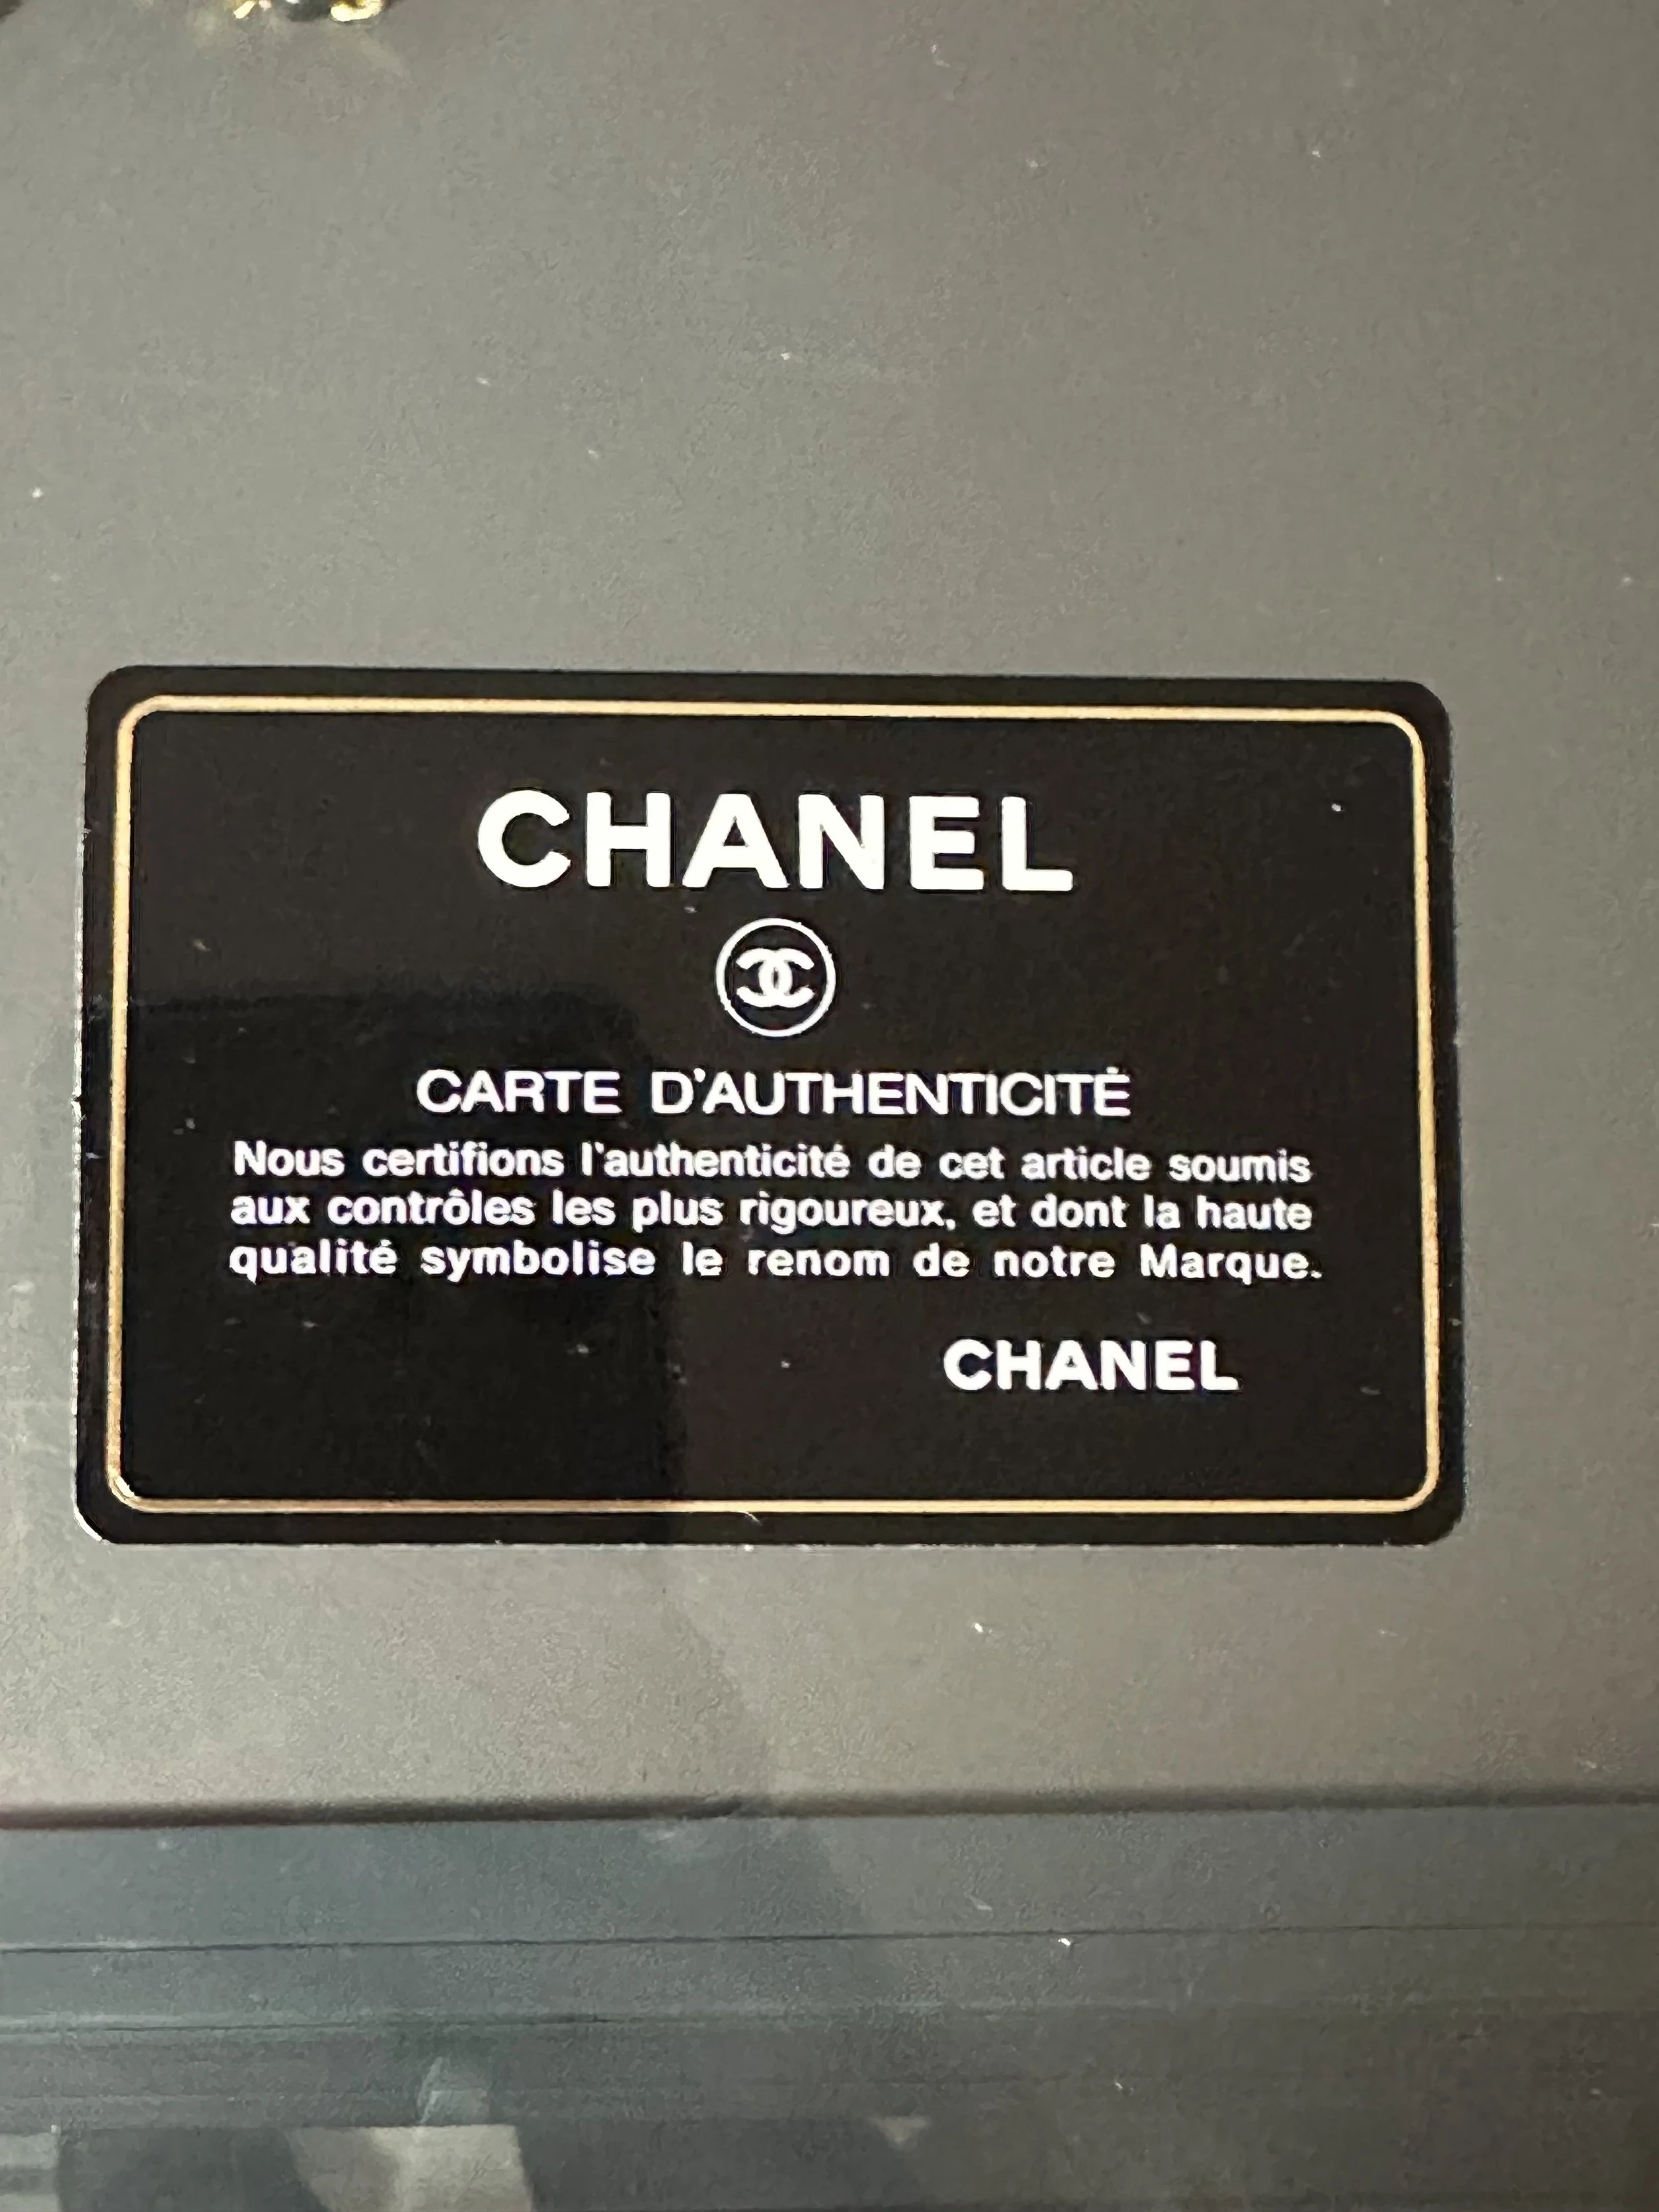 CHANEL
CARTE D'AUTHENTICITÉ
Nous certifions l'authenticité de cet article soumis
aux contrôles les plus rigoureux, et dont la haute
qualité symbolise le renom de notre Marque.
CHANEL